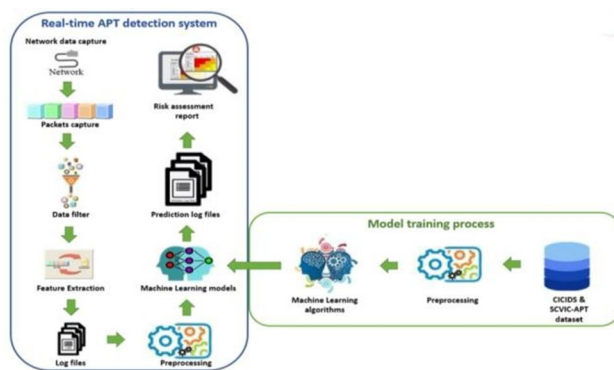 Real-time APT detection system
Network data capture
Network
Packets capture
Data filter
Feature Extraction
Log files
Preprocessing
Machine Learning models
Prediction log files
Risk assessment
report
Model training process
Machine Learning
algorithms
Preprocessing
CICIDS &
SCVIC-APT
dataset